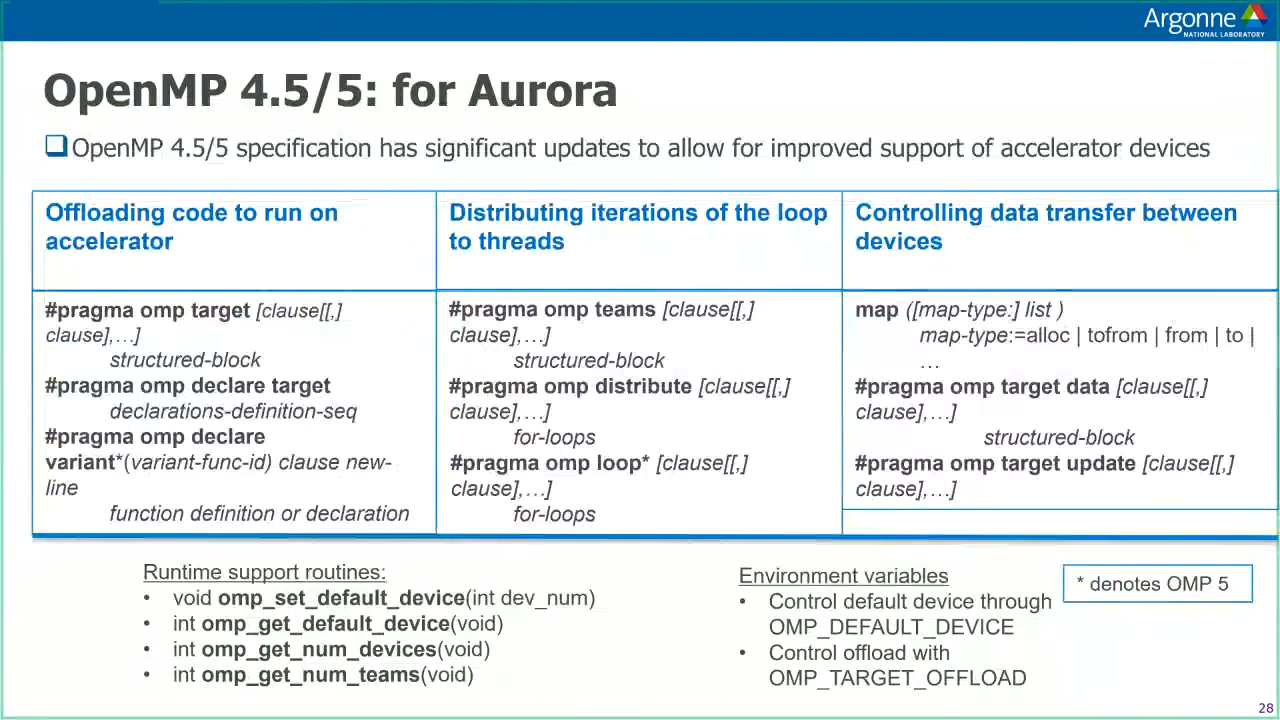 Argonne
NATIONAL LABORATORY
OpenMP 4.5/5: for Aurora
OpenMP 4.5/5 specification has significant updates to allow for improved support of accelerator devices
Offloading code to run on
accelerator
#pragma omp target [clause[[,]
clause],…]
structured-block
#pragma omp declare target
declarations-definition-seq
#pragma omp declare
variant*(variant-func-id) clause new-
line
function definition or declaration
Distributing iterations of the loop
to threads
#pragma omp teams [clause[[,]
clause],…]
structured-block
#pragma omp distribute [clause[[,]
clause],…]
for-loops
#pragma omp loop* [clause[[,]
clause],…]
for-loops
Controlling data transfer between
devices
map ([map-type:] list )
map-type:=alloc | tofrom | from | to |
…
#pragma omp target data [clause[[,]
clause],…]
structured-block
#pragma omp target update [clause[[,]
clause],…]
Runtime support routines:
• void omp_set_default_device(int dev_num)
• int omp_get_default_device(void)
• int omp_get_num_devices(void)
• int omp_get_num_teams(void)
Environment variables
• Control default device through
OMP_DEFAULT_DEVICE
• Control offload with
OMP_TARGET_OFFLOAD
* denotes OMP 5
28